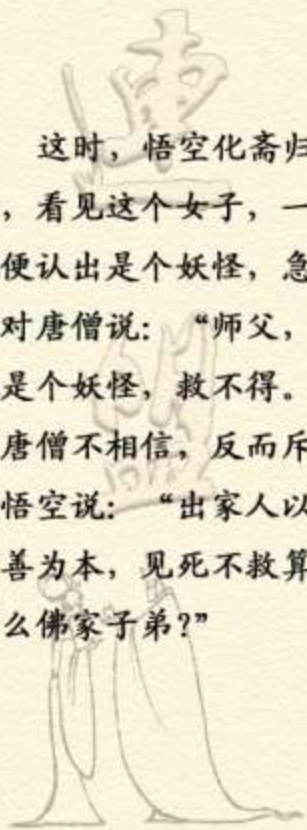 这时，悟空化斋归
，看见这个女子，一
便认出是个妖怪，急
对唐僧说：“师父，
是个妖怪，救不得。
唐僧不相信，反而斥
悟空说：“出家人以
善为本，见死不救算
么佛家子弟？”